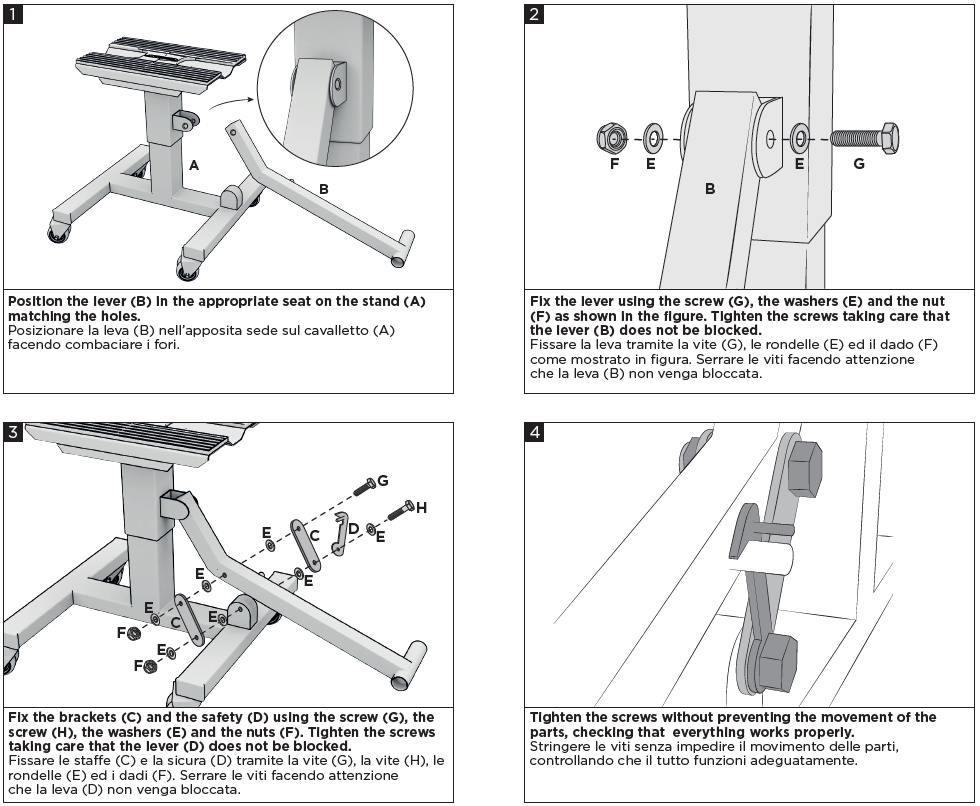 1
A
B
Position the lever (B) in the appropriate seat on the stand (A)
matching the holes.
Posizionare la leva (B) nell'apposita sede sul cavalletto (A)
facendo combaciare i fori.
2
F E E G
B
Fix the lever using the screw (G), the washers (E) and the nut
(F) as shown in the figure. Tighten the screws taking care that
the lever (B) does not be blocked.
Fissare la leva tramite la vite (G), le rondelle (E) ed il dado (F)
come mostrato in figura. Serrare le viti facendo attenzione
che la leva (B) non venga bloccata.
3
G
H
E C D E
E E
E C E
F
E
F
Fix the brackets (C) and the safety (D) using the screw (G), the
screw (H), the washers (E) and the nuts (F). Tighten the screws
taking care that the lever (D) does not be blocked.
Fissare le staffe (C) e la sicura (D) tramite la vite (G), la vite (H), le
rondelle (E) ed i dadi (F). Serrare le viti facendo attenzione
che la leva (D) non venga bloccata.
4
Tighten the screws without preventing the movement of the
parts, checking that everything works properly.
Stringere le viti senza impedire il movimento delle parti,
controllando che il tutto funzioni adeguatamente.